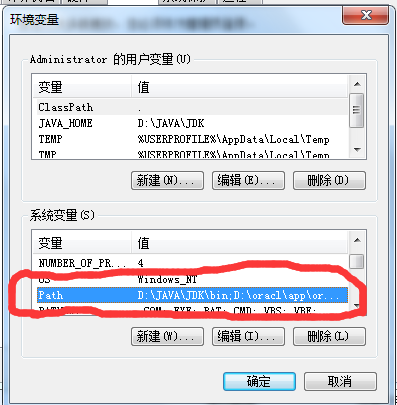 环境变量
Administrator 的用户变量(U)
变量 值
ClassPath .
JAVA_HOME D:\JAVA\JDK
TEMP %USERPROFILE%\AppData\Local\Temp
TMP %USERPROFILE%\AppData\Local\Temp
新建(N)... 编辑(E)... 删除(D)
系统变量(S)
变量 值
NUMBER_OF_PR... 4
OS Windows_NT
Path D:\JAVA\JDK\bin;D:\oracl\app\or...
.COM;.EXE;.BAT;.CMD;.VBS;.VBE;
新建(W)... 编辑(I)... 删除(L)
确定 取消